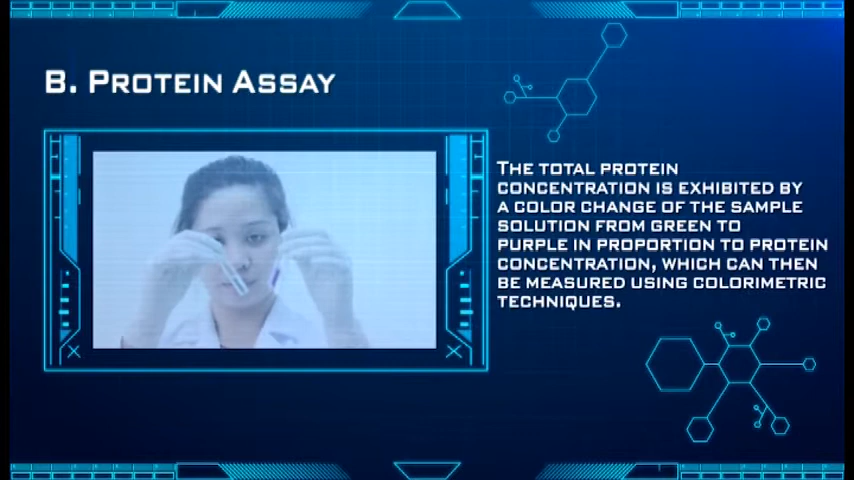 B. Protein Assay
The total protein
concentration is exhibited by
a color change of the sample
solution from green to
purple in proportion to protein
concentration, which can then
be measured using colorimetric
techniques.